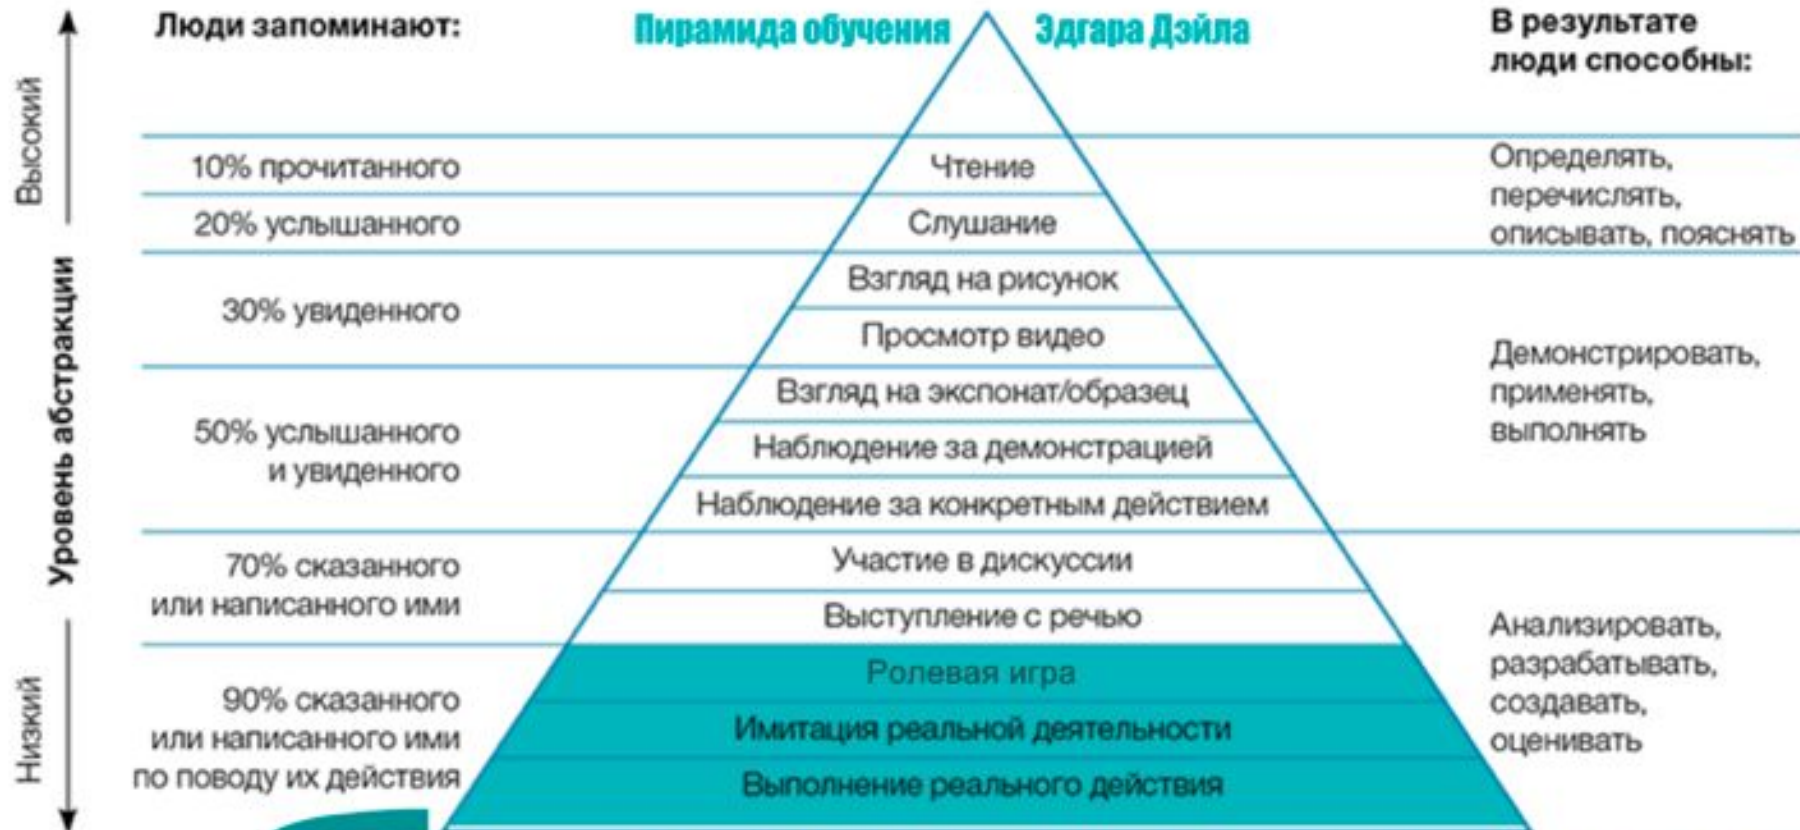 Люди запоминают:
Пирамида обучения Эдгара Дэйла
В результате
люди способны:
Высокий
Уровень абстракции
Низкий
10% прочитанного
20% услышанного
30% увиденного
50% услышанного
и увиденного
70% сказанного
или написанного ими
90% сказанного
или написанного ими
по поводу их действия
Чтение
Слушание
Взгляд на рисунок
Просмотр видео
Взгляд на экспонат/образец
Наблюдение за демонстрацией
Наблюдение за конкретным действием
Участие в дискуссии
Выступление с речью
Ролевая игра
Имитация реальной деятельности
Выполнение реального действия
Определять,
перечислять,
описывать, пояснять
Демонстрировать,
применять,
выполнять
Анализировать,
разрабатывать,
создавать,
оценивать